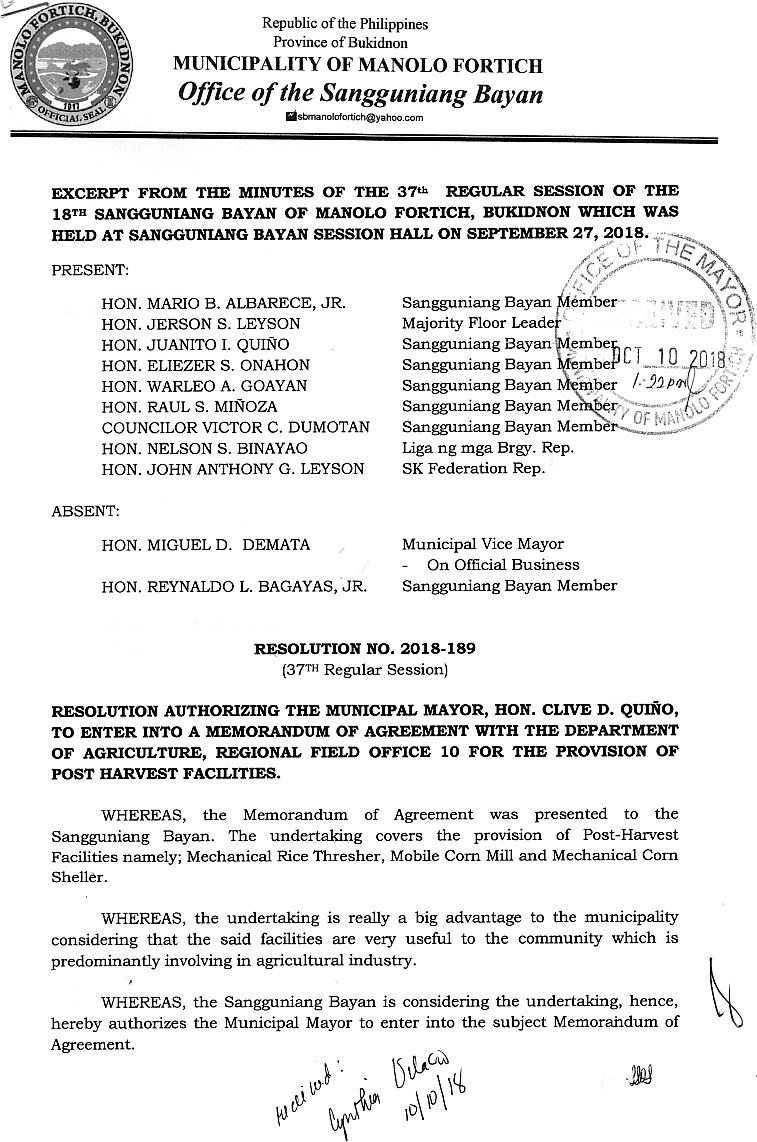 Republic of the Philippines
Province of Bukidnon
MUNICIPALITY OF MANOLO FORTICH
Office of the Sangguniang Bayan
sbmanolofortich@yahoo.com
MANOLO FORTICH, BUKIDNON
1917
OFFICIAL SEAL
EXCERPT FROM THE MINUTES OF THE 37th REGULAR SESSION OF THE
18TH SANGGUNIANG BAYAN OF MANOLO FORTICH, BUKIDNON WHICH WAS
HELD AT SANGGUNIANG BAYAN SESSION HALL ON SEPTEMBER 27, 2018.
OFFICE OF THE MAYOR
RECEIVED
OCT 10 2018
MUNICIPALITY OF MANOLO FORTICH
PRESENT:
HON. MARIO B. ALBARECE, JR. Sangguniang Bayan Member
HON. JERSON S. LEYSON Majority Floor Leader
HON. JUANITO I. QUIÑO Sangguniang Bayan Member
HON. ELIEZER S. ONAHON Sangguniang Bayan Member
HON. WARLEO A. GOAYAN Sangguniang Bayan Member
HON. RAUL S. MIÑOZA Sangguniang Bayan Member
COUNCILOR VICTOR C. DUMOTAN Sangguniang Bayan Member
HON. NELSON S. BINAYAO Liga ng mga Brgy. Rep.
HON. JOHN ANTHONY G. LEYSON SK Federation Rep.
ABSENT:
HON. MIGUEL D. DEMATA Municipal Vice Mayor
- On Official Business
HON. REYNALDO L. BAGAYAS, JR. Sangguniang Bayan Member
RESOLUTION NO. 2018-189
(37TH Regular Session)
RESOLUTION AUTHORIZING THE MUNICIPAL MAYOR, HON. CLIVE D. QUIÑO,
TO ENTER INTO A MEMORANDUM OF AGREEMENT WITH THE DEPARTMENT
OF AGRICULTURE, REGIONAL FIELD OFFICE 10 FOR THE PROVISION OF
POST HARVEST FACILITIES.
WHEREAS, the Memorandum of Agreement was presented to the
Sangguniang Bayan. The undertaking covers the provision of Post-Harvest
Facilities namely; Mechanical Rice Thresher, Mobile Corn Mill and Mechanical Corn
Sheller.
WHEREAS, the undertaking is really a big advantage to the municipality
considering that the said facilities are very useful to the community which is
predominantly involving in agricultural industry.
WHEREAS, the Sangguniang Bayan is considering the undertaking, hence,
hereby authorizes the Municipal Mayor to enter into the subject Memorandum of
Agreement.
received:
Cynthia
10/10/18